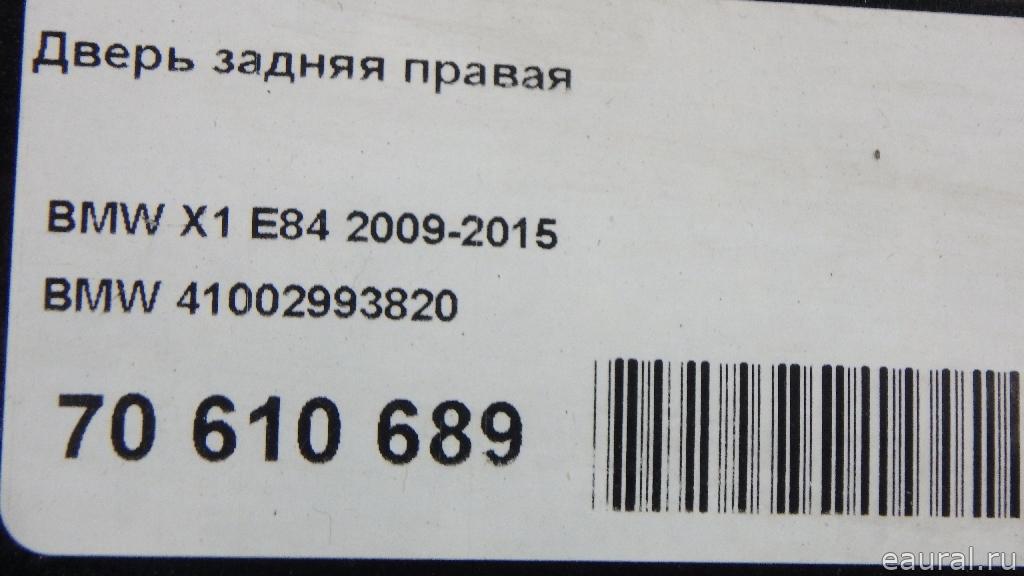 Дверь задняя правая
BMW X1 E84 2009-2015
BMW 41002993820
70 610 689
eaural.ru